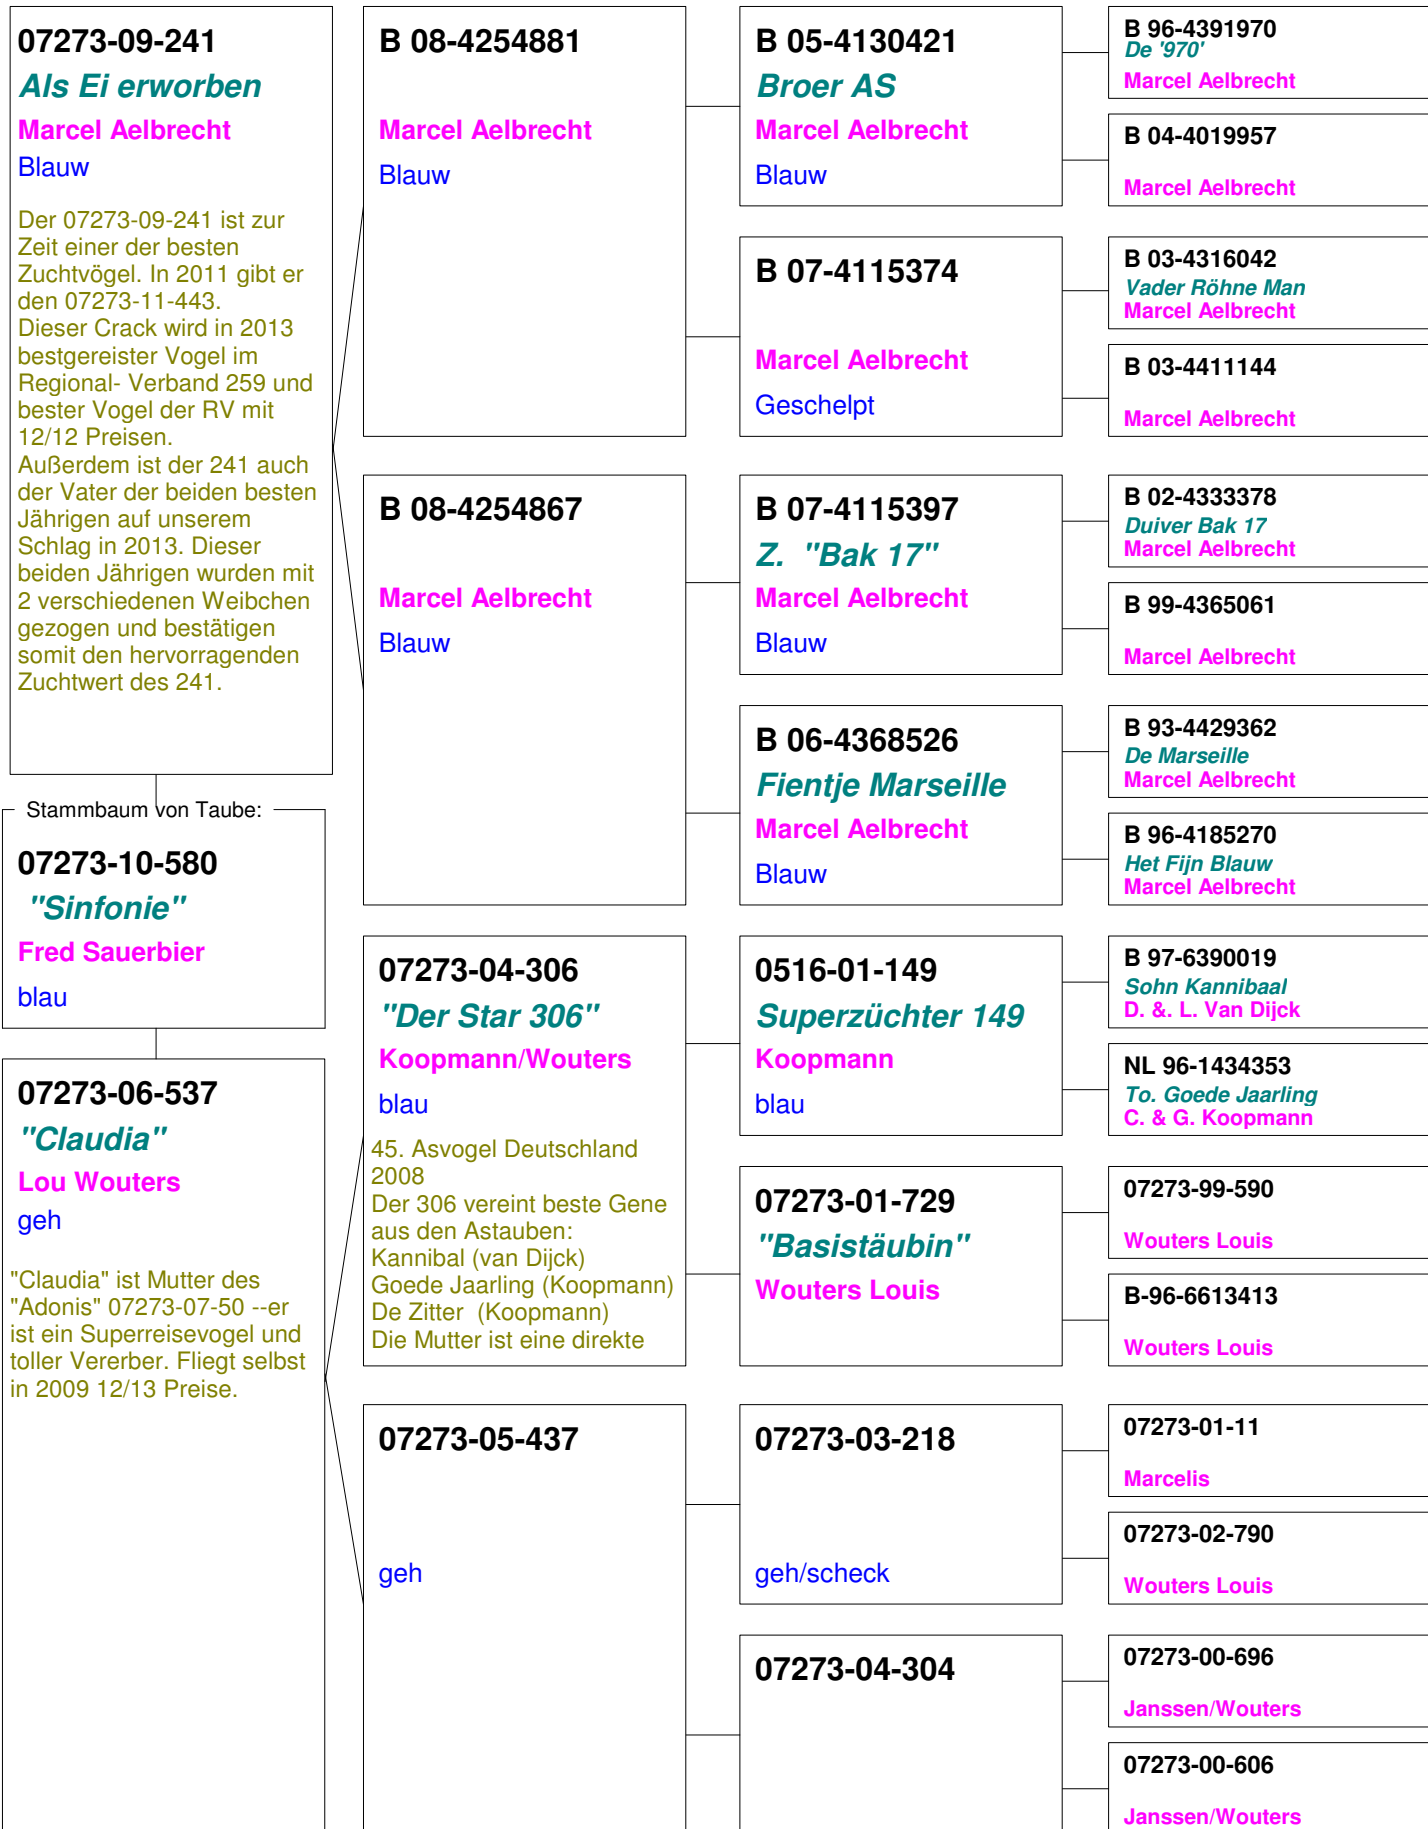 07273-09-241
Als Ei erworben
Marcel Aelbrecht
Blauw
Der 07273-09-241 ist zur
Zeit einer der besten
Zuchtvögel. In 2011 gibt er
den 07273-11-443.
Dieser Crack wird in 2013
bestgereister Vogel im
Regional- Verband 259 und
bester Vogel der RV mit
12/12 Preisen.
Außerdem ist der 241 auch
der Vater der beiden besten
Jährigen auf unserem
Schlag in 2013. Dieser
beiden Jährigen wurden mit
2 verschiedenen Weibchen
gezogen und bestätigen
somit den hervorragenden
Zuchtwert des 241.
Stammbaum von Taube:
07273-10-580
"Sinfonie"
Fred Sauerbier
blau
07273-06-537
"Claudia"
Lou Wouters
geh
"Claudia" ist Mutter des
"Adonis" 07273-07-50 --er
ist ein Superreisevogel und
toller Vererber. Fliegt selbst
in 2009 12/13 Preise.
B 08-4254881
Marcel Aelbrecht
Blauw
B 08-4254867
Marcel Aelbrecht
Blauw
07273-04-306
"Der Star 306"
Koopmann/Wouters
blau
45. Asvogel Deutschland
2008
Der 306 vereint beste Gene
aus den Astauben:
Kannibal (van Dijck)
Goede Jaarling (Koopmann)
De Zitter  (Koopmann)
Die Mutter ist eine direkte
07273-05-437
geh
B 05-4130421
Broer AS
Marcel Aelbrecht
Blauw
B 07-4115374
Marcel Aelbrecht
Geschelpt
B 07-4115397
Z.  "Bak 17"
Marcel Aelbrecht
Blauw
B 06-4368526
Fientje Marseille
Marcel Aelbrecht
Blauw
0516-01-149
Superzüchter 149
Koopmann
blau
07273-01-729
"Basistäubin"
Wouters Louis
07273-03-218
geh/scheck
07273-04-304
B 96-4391970
De '970'
Marcel Aelbrecht
B 04-4019957
Marcel Aelbrecht
B 03-4316042
Vader Röhne Man
Marcel Aelbrecht
B 03-4411144
Marcel Aelbrecht
B 02-4333378
Duiver Bak 17
Marcel Aelbrecht
B 99-4365061
Marcel Aelbrecht
B 93-4429362
De Marseille
Marcel Aelbrecht
B 96-4185270
Het Fijn Blauw
Marcel Aelbrecht
B 97-6390019
Sohn Kannibaal
D. &. L. Van Dijck
NL 96-1434353
To. Goede Jaarling
C. & G. Koopmann
07273-99-590
Wouters Louis
B-96-6613413
Wouters Louis
07273-01-11
Marcelis
07273-02-790
Wouters Louis
07273-00-696
Janssen/Wouters
07273-00-606
Janssen/Wouters